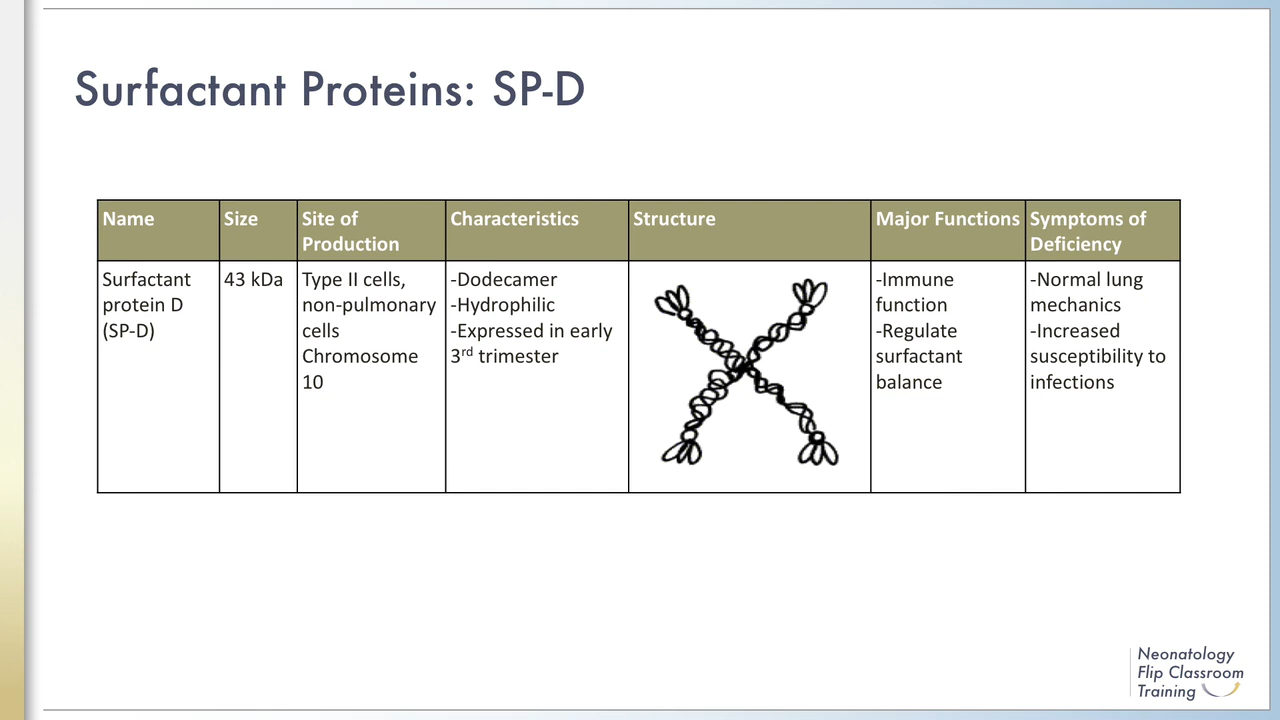 Surfactant Proteins: SP-D
Name
Size
Site of
Production
Characteristics
Structure
Major Functions
Symptoms of
Deficiency
Surfactant
protein D
(SP-D)
43 kDa
Type II cells,
non-pulmonary
cells
Chromosome
10
-Dodecamer
-Hydrophilic
-Expressed in early
3rd trimester
-Immune
function
-Regulate
surfactant
balance
-Normal lung
mechanics
-Increased
susceptibility to
infections
Neonatology
Flip Classroom
Training